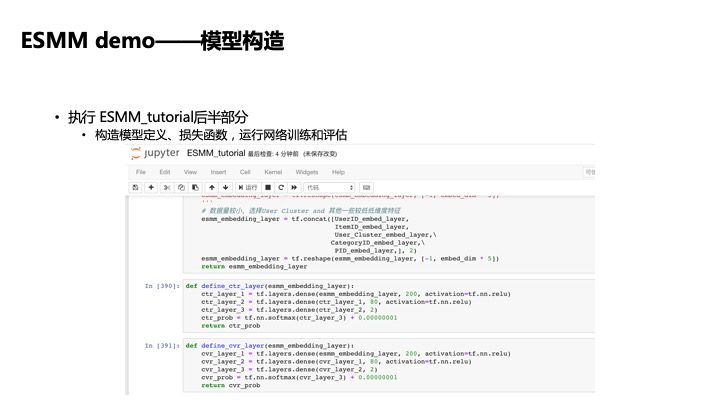 ESMM demo——模型构造
• 执行 ESMM_tutorial后半部分
• 构造模型定义、损失函数，运行网络训练和评估
jupyter ESMM_tutorial 最后检查: 4 分钟前 (未保存改变)
File Edit View Insert Cell Kernel Widgets Help
运行 代码
'''
# 数据量较小，选择User Cluster and 其他一些较低低维度特征
esmm_embedding_layer = tf.concat([UserID_embed_layer,
ItemID_embed_layer,
User_Cluster_embed_layer,\
CategoryID_embed_layer,\
PID_embed_layer,], 2)
esmm_embedding_layer = tf.reshape(esmm_embedding_layer, [-1, embed_dim * 5])
return esmm_embedding_layer
In [390]: def define_ctr_layer(esmm_embedding_layer):
ctr_layer_1 = tf.layers.dense(esmm_embedding_layer, 200, activation=tf.nn.relu)
ctr_layer_2 = tf.layers.dense(ctr_layer_1, 80, activation=tf.nn.relu)
ctr_layer_3 = tf.layers.dense(ctr_layer_2, 2)
ctr_prob = tf.nn.softmax(ctr_layer_3) + 0.00000001
return ctr_prob
In [391]: def define_cvr_layer(esmm_embedding_layer):
cvr_layer_1 = tf.layers.dense(esmm_embedding_layer, 200, activation=tf.nn.relu)
cvr_layer_2 = tf.layers.dense(cvr_layer_1, 80, activation=tf.nn.relu)
cvr_layer_3 = tf.layers.dense(cvr_layer_2, 2)
cvr_prob = tf.nn.softmax(cvr_layer_3) + 0.00000001
return cvr_prob